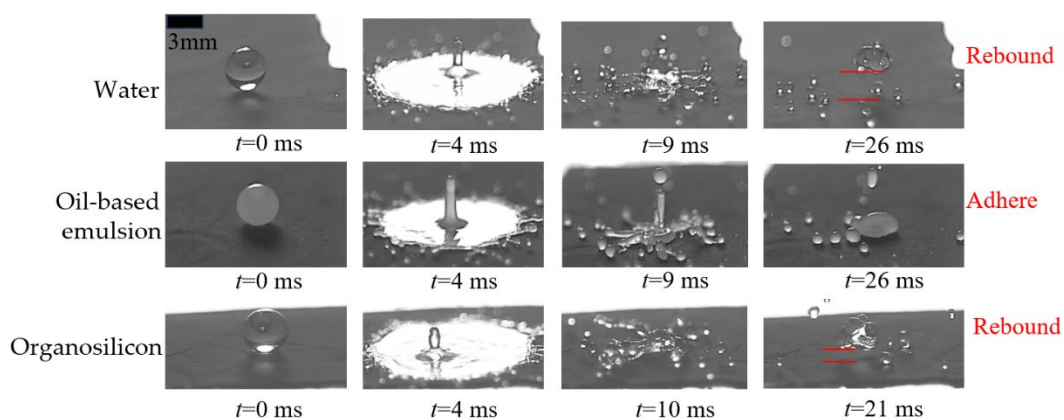 3mm
Rebound
Water
t=0 ms
t=4 ms
t=9 ms
t=26 ms
Oil-based
emulsion
Adhere
t=0 ms
t=4 ms
t=9 ms
t=26 ms
Organosilicon
Rebound
t=0 ms
t=4 ms
t=10 ms
t=21 ms